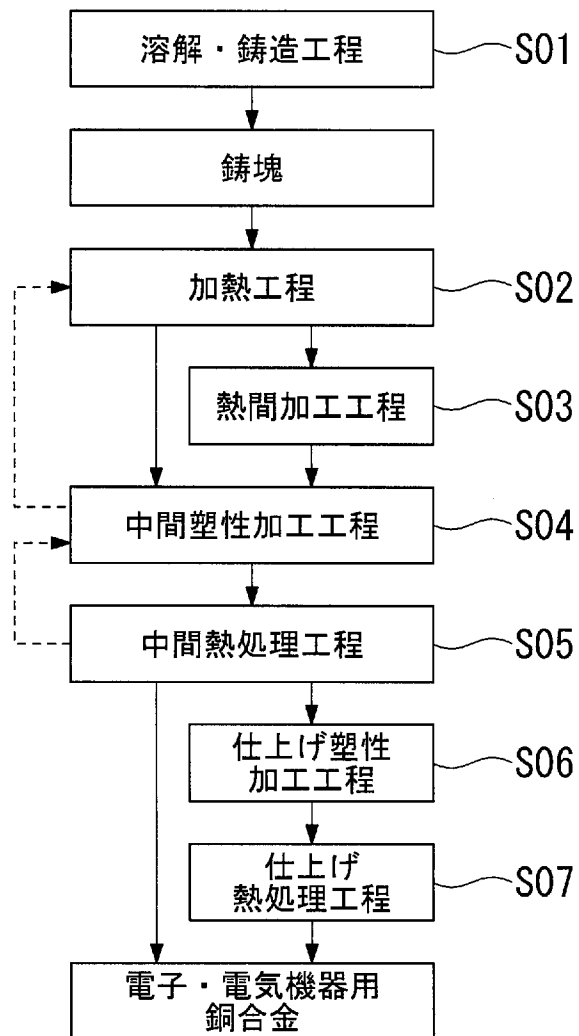 溶解・鋳造工程
S01
鋳塊
加熱工程
S02
熱間加工工程
S03
中間塑性加工工程
S04
中間熱処理工程
S05
仕上げ塑性
加工工程
S06
仕上げ
熱処理工程
S07
電子・電気機器用
銅合金